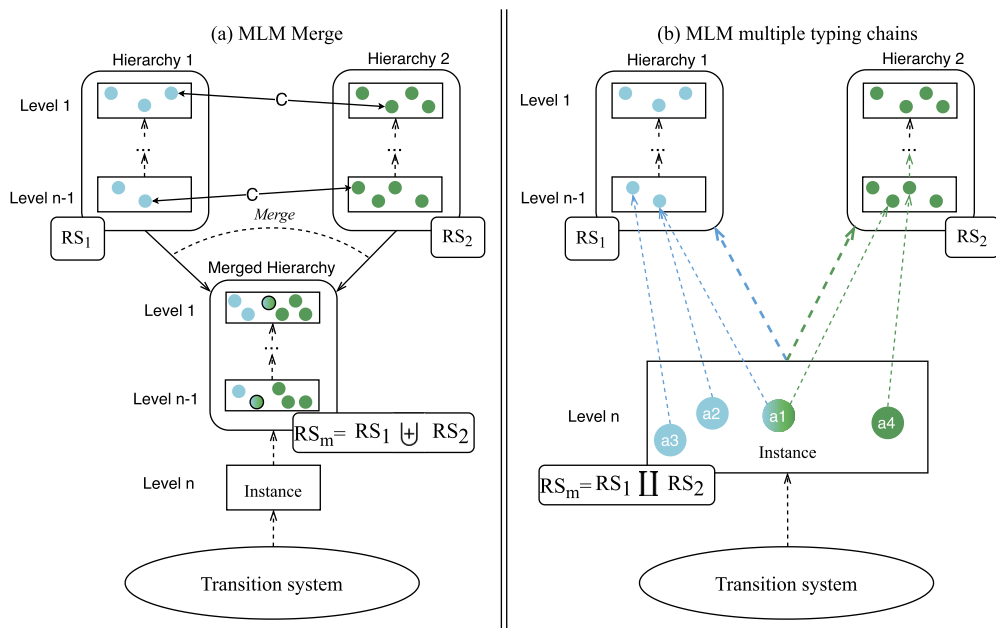 (a) MLM Merge
Hierarchy 1
Hierarchy 2
Level 1
C
...
...
Level n-1
C
RS1
Merge
RS2
Merged Hierarchy
Level 1
...
Level n-1
RSm= RS1 ⊎ RS2
Level n
Instance
Transition system
(b) MLM multiple typing chains
Hierarchy 1
Hierarchy 2
Level 1
...
...
Level n-1
RS1
RS2
Level n
a3
a2
a1
a4
Instance
RSm= RS1 ∐ RS2
Transition system